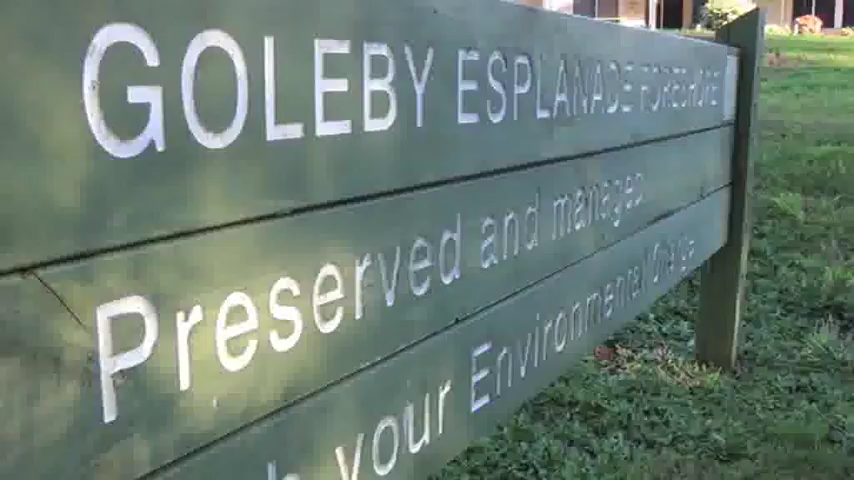 GOLEBY ESPLANADE FORESHORE
Preserved and managed
your Environmental